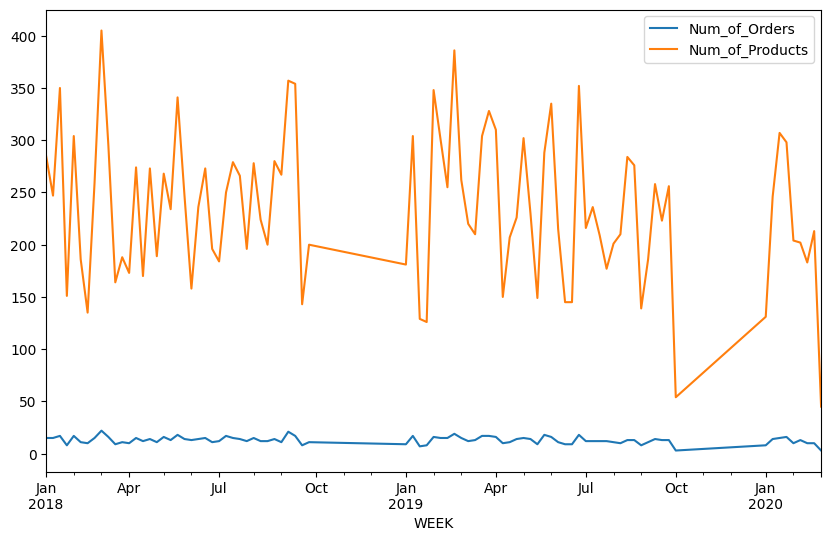 Num_of_Orders
Num_of_Products
400
350
300
250
200
150
100
50
0
Jan Apr Jul Oct Jan Apr Jul Oct Jan
2018 2019 2020
WEEK